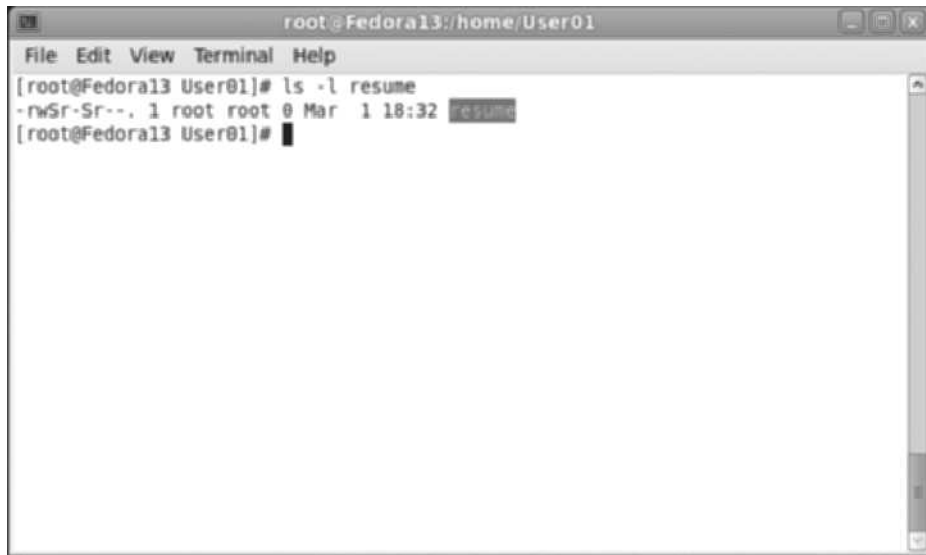 root@Fedora13:/home/User01
File Edit View Terminal Help
[root@Fedora13 User01]# ls -l resume
-rwSr-Sr--. 1 root root 0 Mar  1 18:32 resume
[root@Fedora13 User01]#